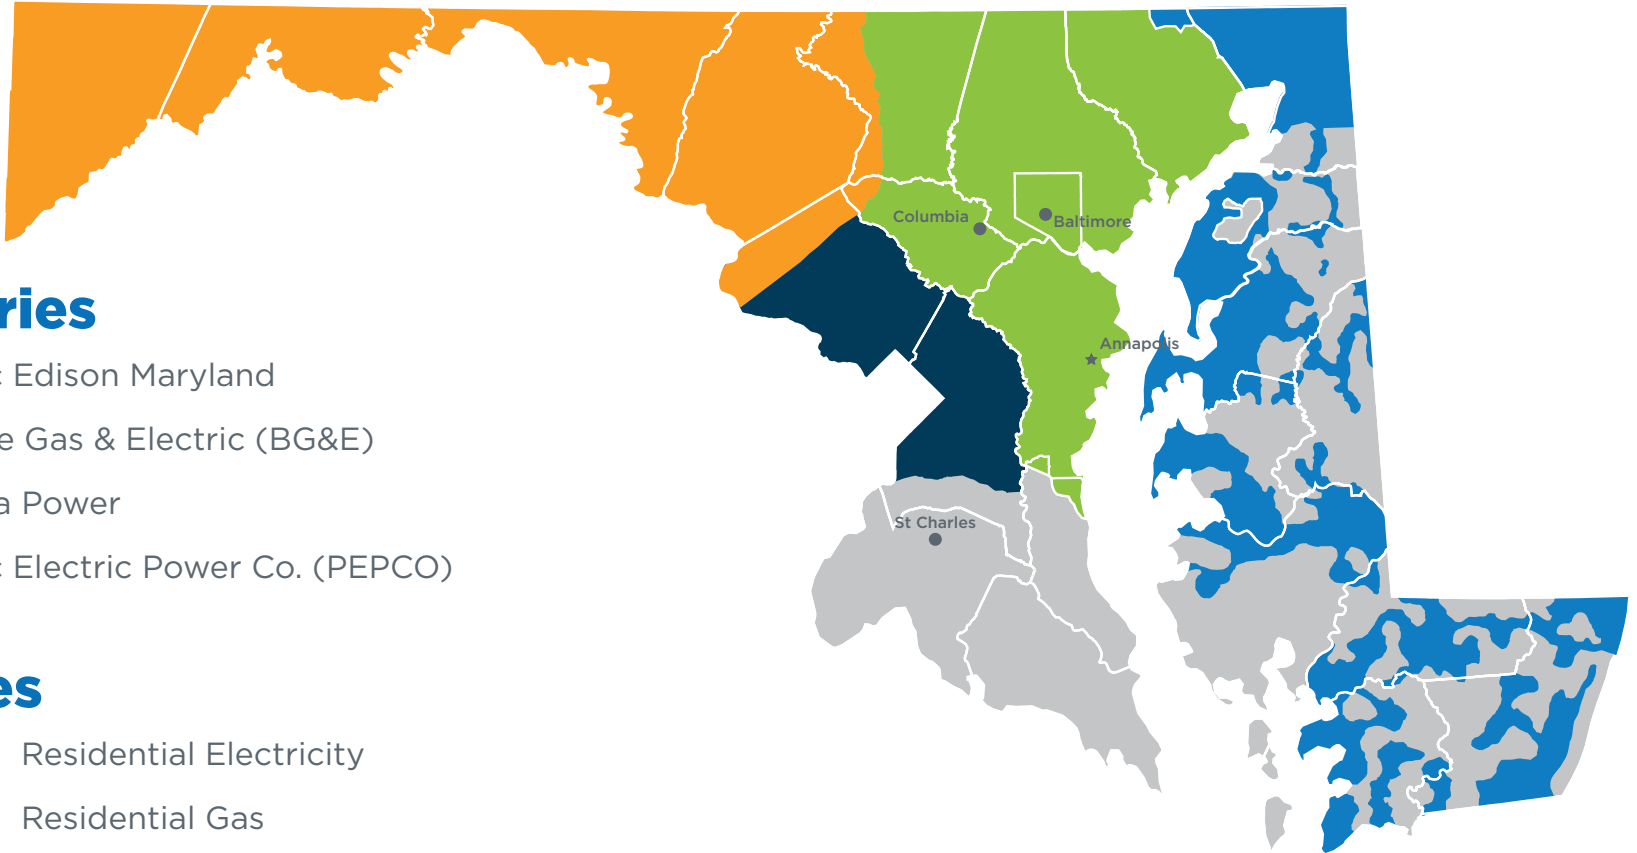 Columbia
Baltimore
ries
Annapolis
c Edison Maryland
e Gas & Electric (BG&E)
a Power
St Charles
c Electric Power Co. (PEPCO)
es
Residential Electricity
Residential Gas